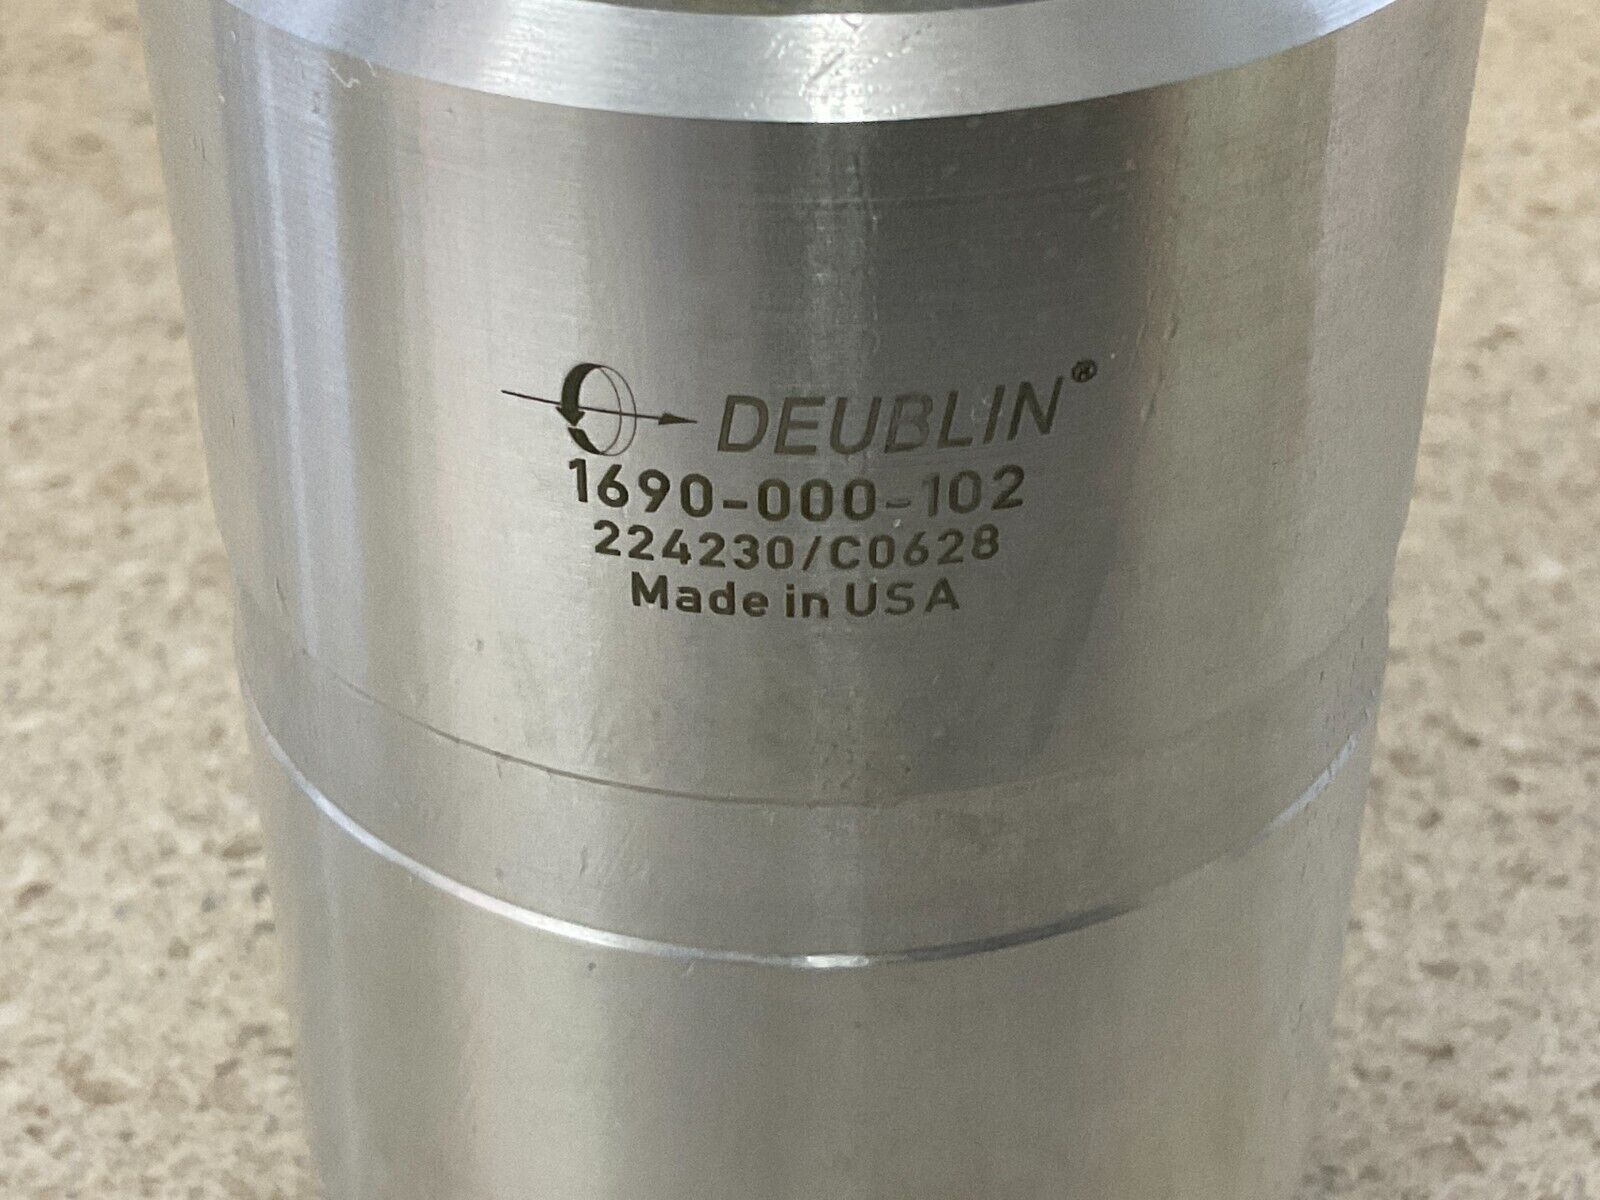 DEUBLIN®
1690-000-102
224230/C0628
Made in USA